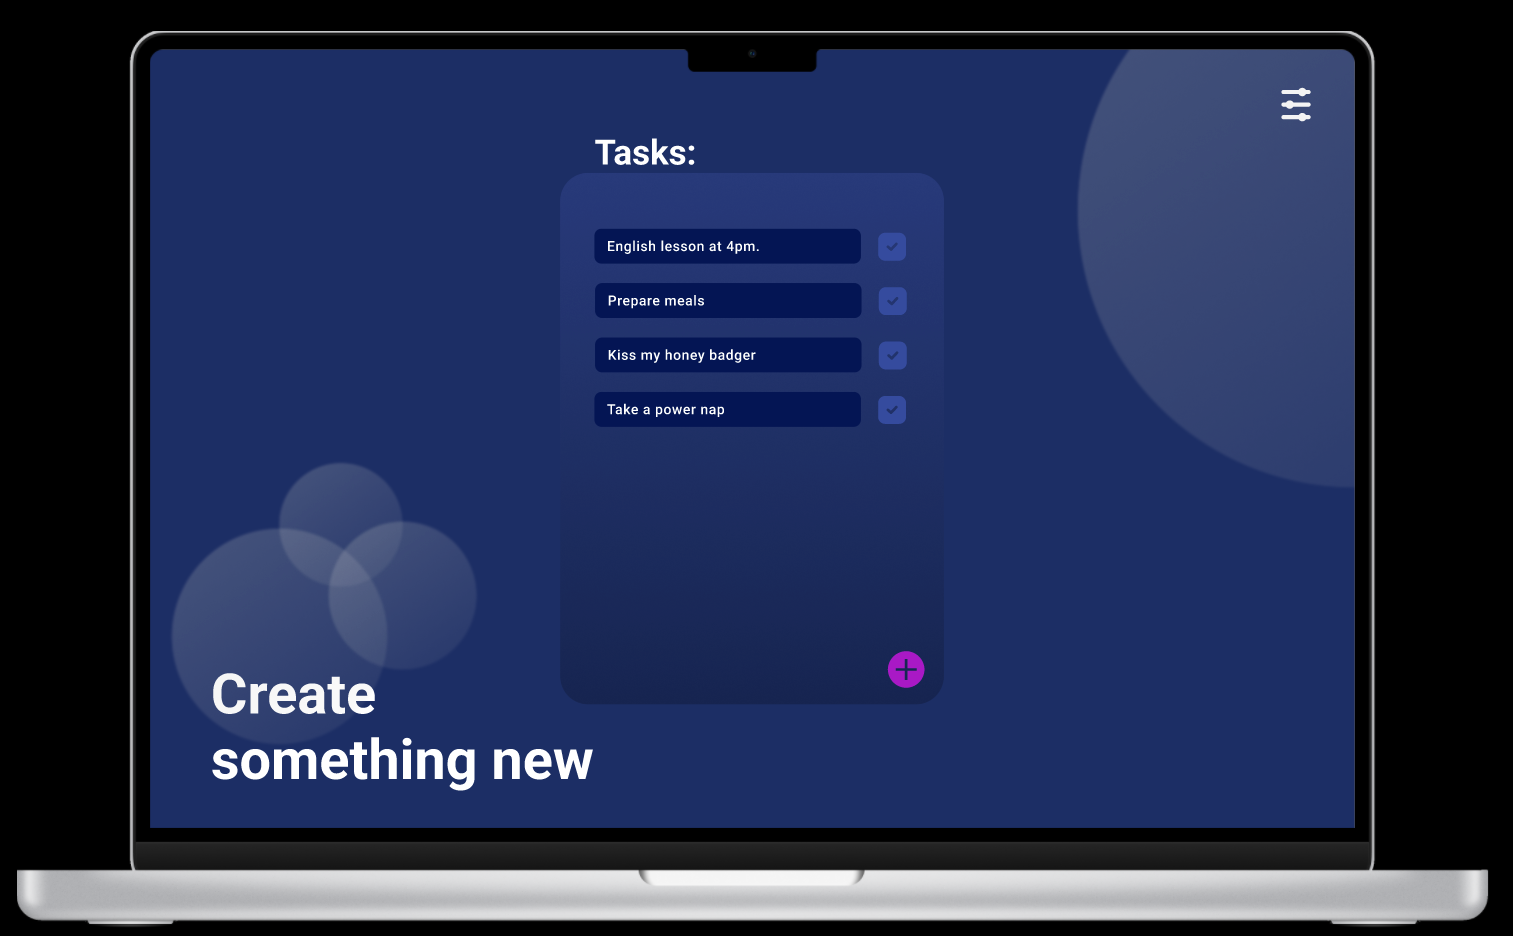 Tasks:
English lesson at 4pm.
Prepare meals
Kiss my honey badger
Take a power nap
Create
something new